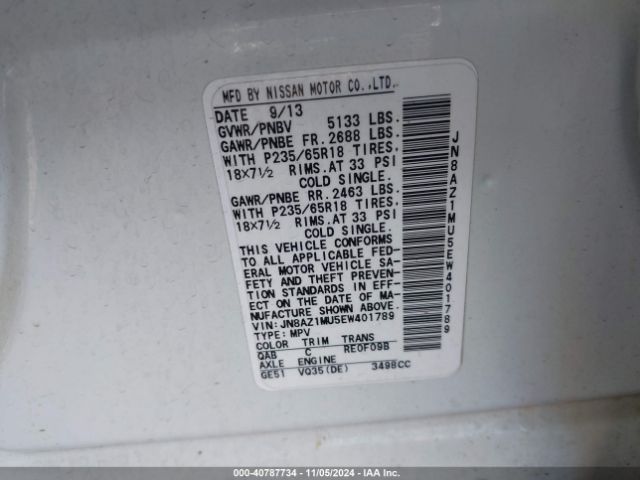 MFD BY NISSAN MOTOR CO.,LTD.
DATE 9/13
GVWR/PNBV 5133 LBS.
GAWR/PNBE FR. 2688 LBS.
WITH P235/65R18 TIRES.
18X7½ RIMS.AT 33 PSI
COLD SINGLE.
GAWR/PNBE RR. 2463 LBS.
WITH P235/65R18 TIRES.
18X7½ RIMS.AT 33 PSI
COLD SINGLE.
THIS VEHICLE CONFORMS
TO ALL APPLICABLE FED-
ERAL MOTOR VEHICLE SA-
FETY AND THEFT PREVEN-
TION STANDARDS IN EFFE-
CT ON THE DATE OF MA-
NUFACTURE SHOWN ABOVE.
VIN: JN8AZ1MU5EW401789
TYPE: MPV
COLOR TRIM TRANS
QAB C RE0F09B
AXLE ENGINE
GE51 VQ35(DE) 3498CC
JN8AZ1MU5EW401789
000-40787734 - 11/05/2024 - IAA Inc.